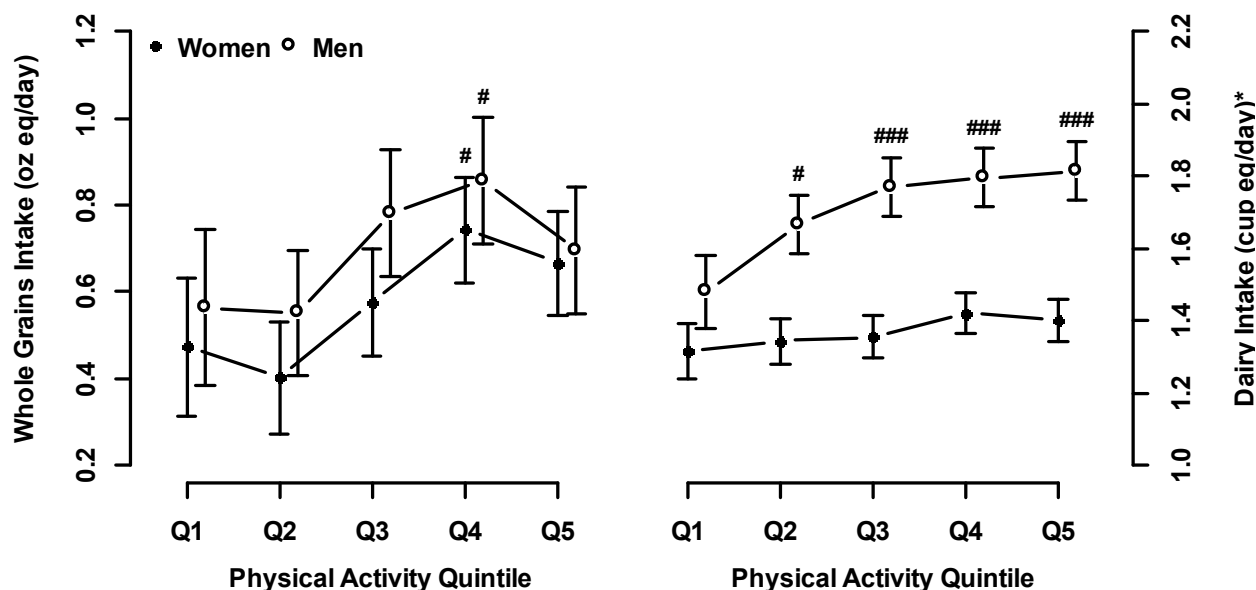 Women Men
Whole Grains Intake (oz eq/day)
1.2
1.0
0.8
0.6
0.4
0.2
#
#
Q1 Q2 Q3 Q4 Q5
Physical Activity Quintile
#
###
###
###
Q1 Q2 Q3 Q4 Q5
Physical Activity Quintile
2.2
2.0
1.8
1.6
1.4
1.2
1.0
Dairy Intake (cup eq/day)*